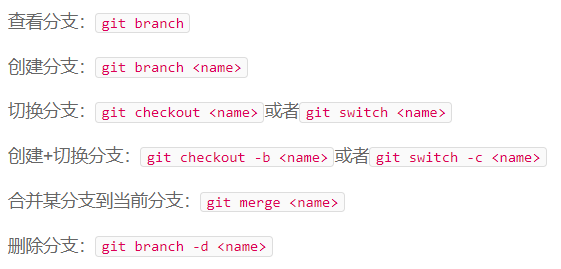 查看分支：git branch
创建分支：git branch <name>
切换分支：git checkout <name>或者git switch <name>
创建+切换分支：git checkout -b <name>或者git switch -c <name>
合并某分支到当前分支：git merge <name>
删除分支：git branch -d <name>